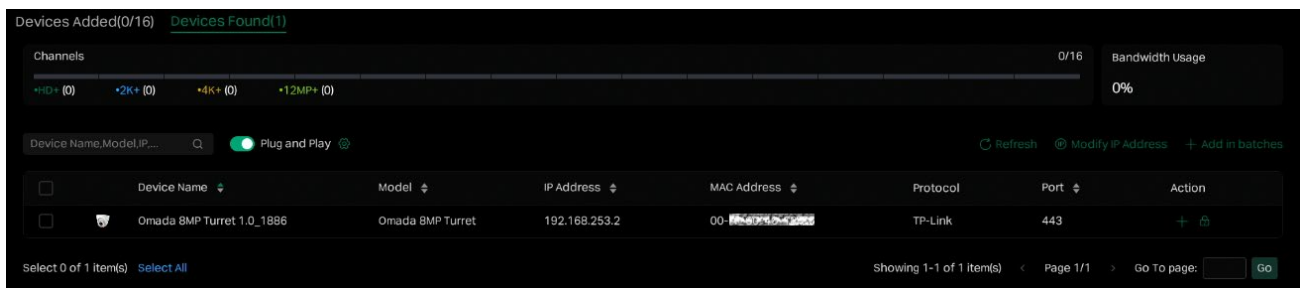 Devices Added(0/16) Devices Found(1)
Channels 0/16 Bandwidth Usage
•HD+ (0) •2K+ (0) •4K+ (0) •12MP+ (0) 0%
Device Name,Model,IP,... Plug and Play Refresh Modify IP Address + Add in batches
Device Name Model IP Address MAC Address Protocol Port Action
Omada 8MP Turret 1.0_1886 Omada 8MP Turret 192.168.253.2 00- TP-Link 443
Select 0 of 1 item(s) Select All Showing 1-1 of 1 item(s) < Page 1/1 > Go To page: Go